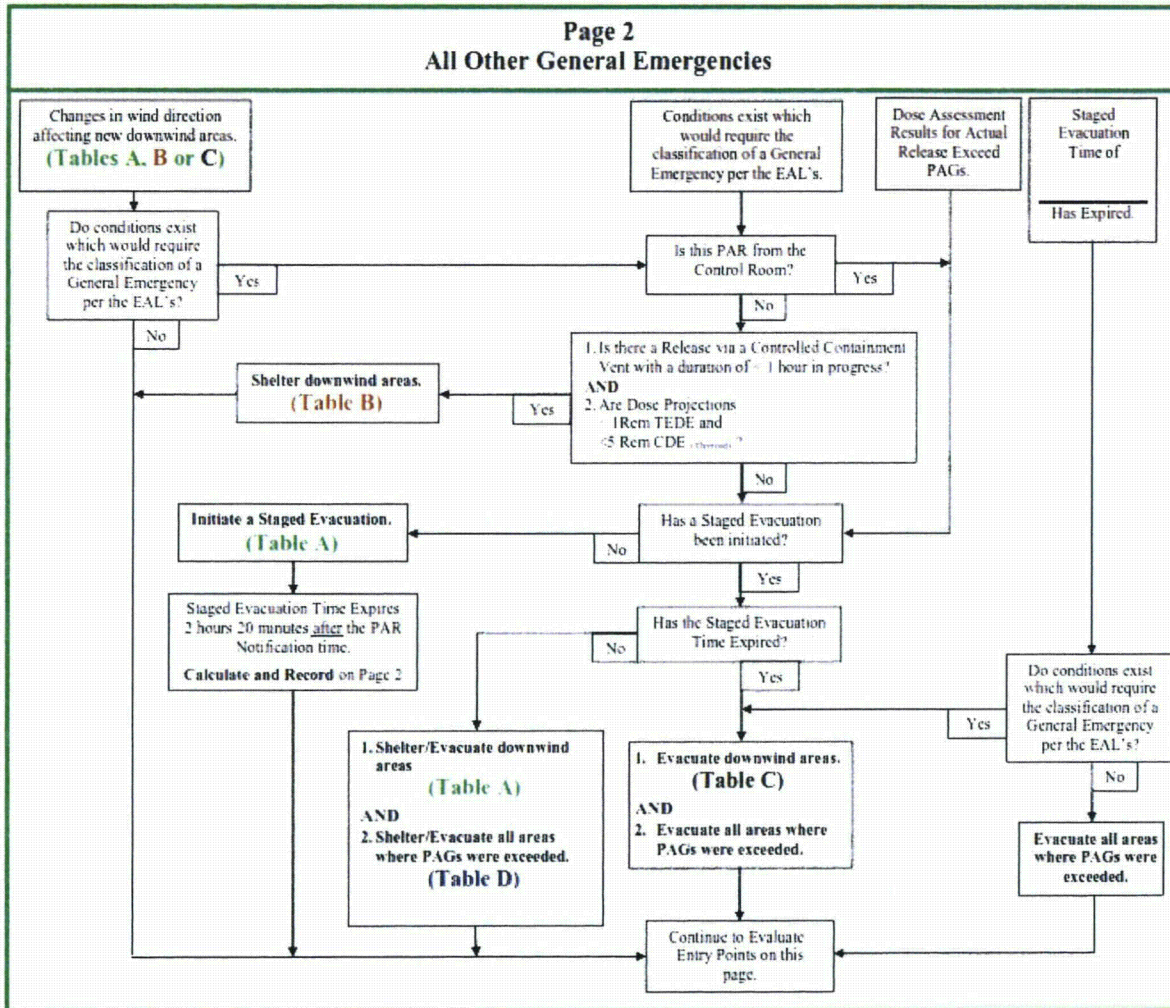 Page 2
All Other General Emergencies
Changes in wind direction
affecting new downwind areas.
(Tables A, B or C)
Conditions exist which
would require the
classification of a General
Emergency per the EAL's.
Dose Assessment
Results for Actual
Release Exceed
PAGs.
Staged
Evacuation
Time of
Has Expired.
Do conditions exist
which would require
the classification of a
General Emergency
per the EAL's?
Yes
No
Is this PAR from the
Control Room?
Yes
No
1. Is there a Release via a Controlled Containment
Vent with a duration of < 1 hour in progress?
AND
2. Are Dose Projections
1Rem TEDE and
<5 Rem CDE ?
Yes
No
Shelter downwind areas.
(Table B)
Initiate a Staged Evacuation.
(Table A)
Has a Staged Evacuation
been initiated?
No
Yes
Staged Evacuation Time Expires
2 hours 20 minutes after the PAR
Notification time.
Calculate and Record on Page 2
Has the Staged Evacuation
Time Expired?
No
Yes
Do conditions exist
which would require
the classification of a
General Emergency
per the EAL's?
Yes
No
1. Shelter/Evacuate downwind
areas
(Table A)
AND
2. Shelter/Evacuate all areas
where PAGs were exceeded.
(Table D)
1. Evacuate downwind areas.
(Table C)
AND
2. Evacuate all areas where
PAGs were exceeded.
Evacuate all areas
where PAGs were
exceeded.
Continue to Evaluate
Entry Points on this
page.